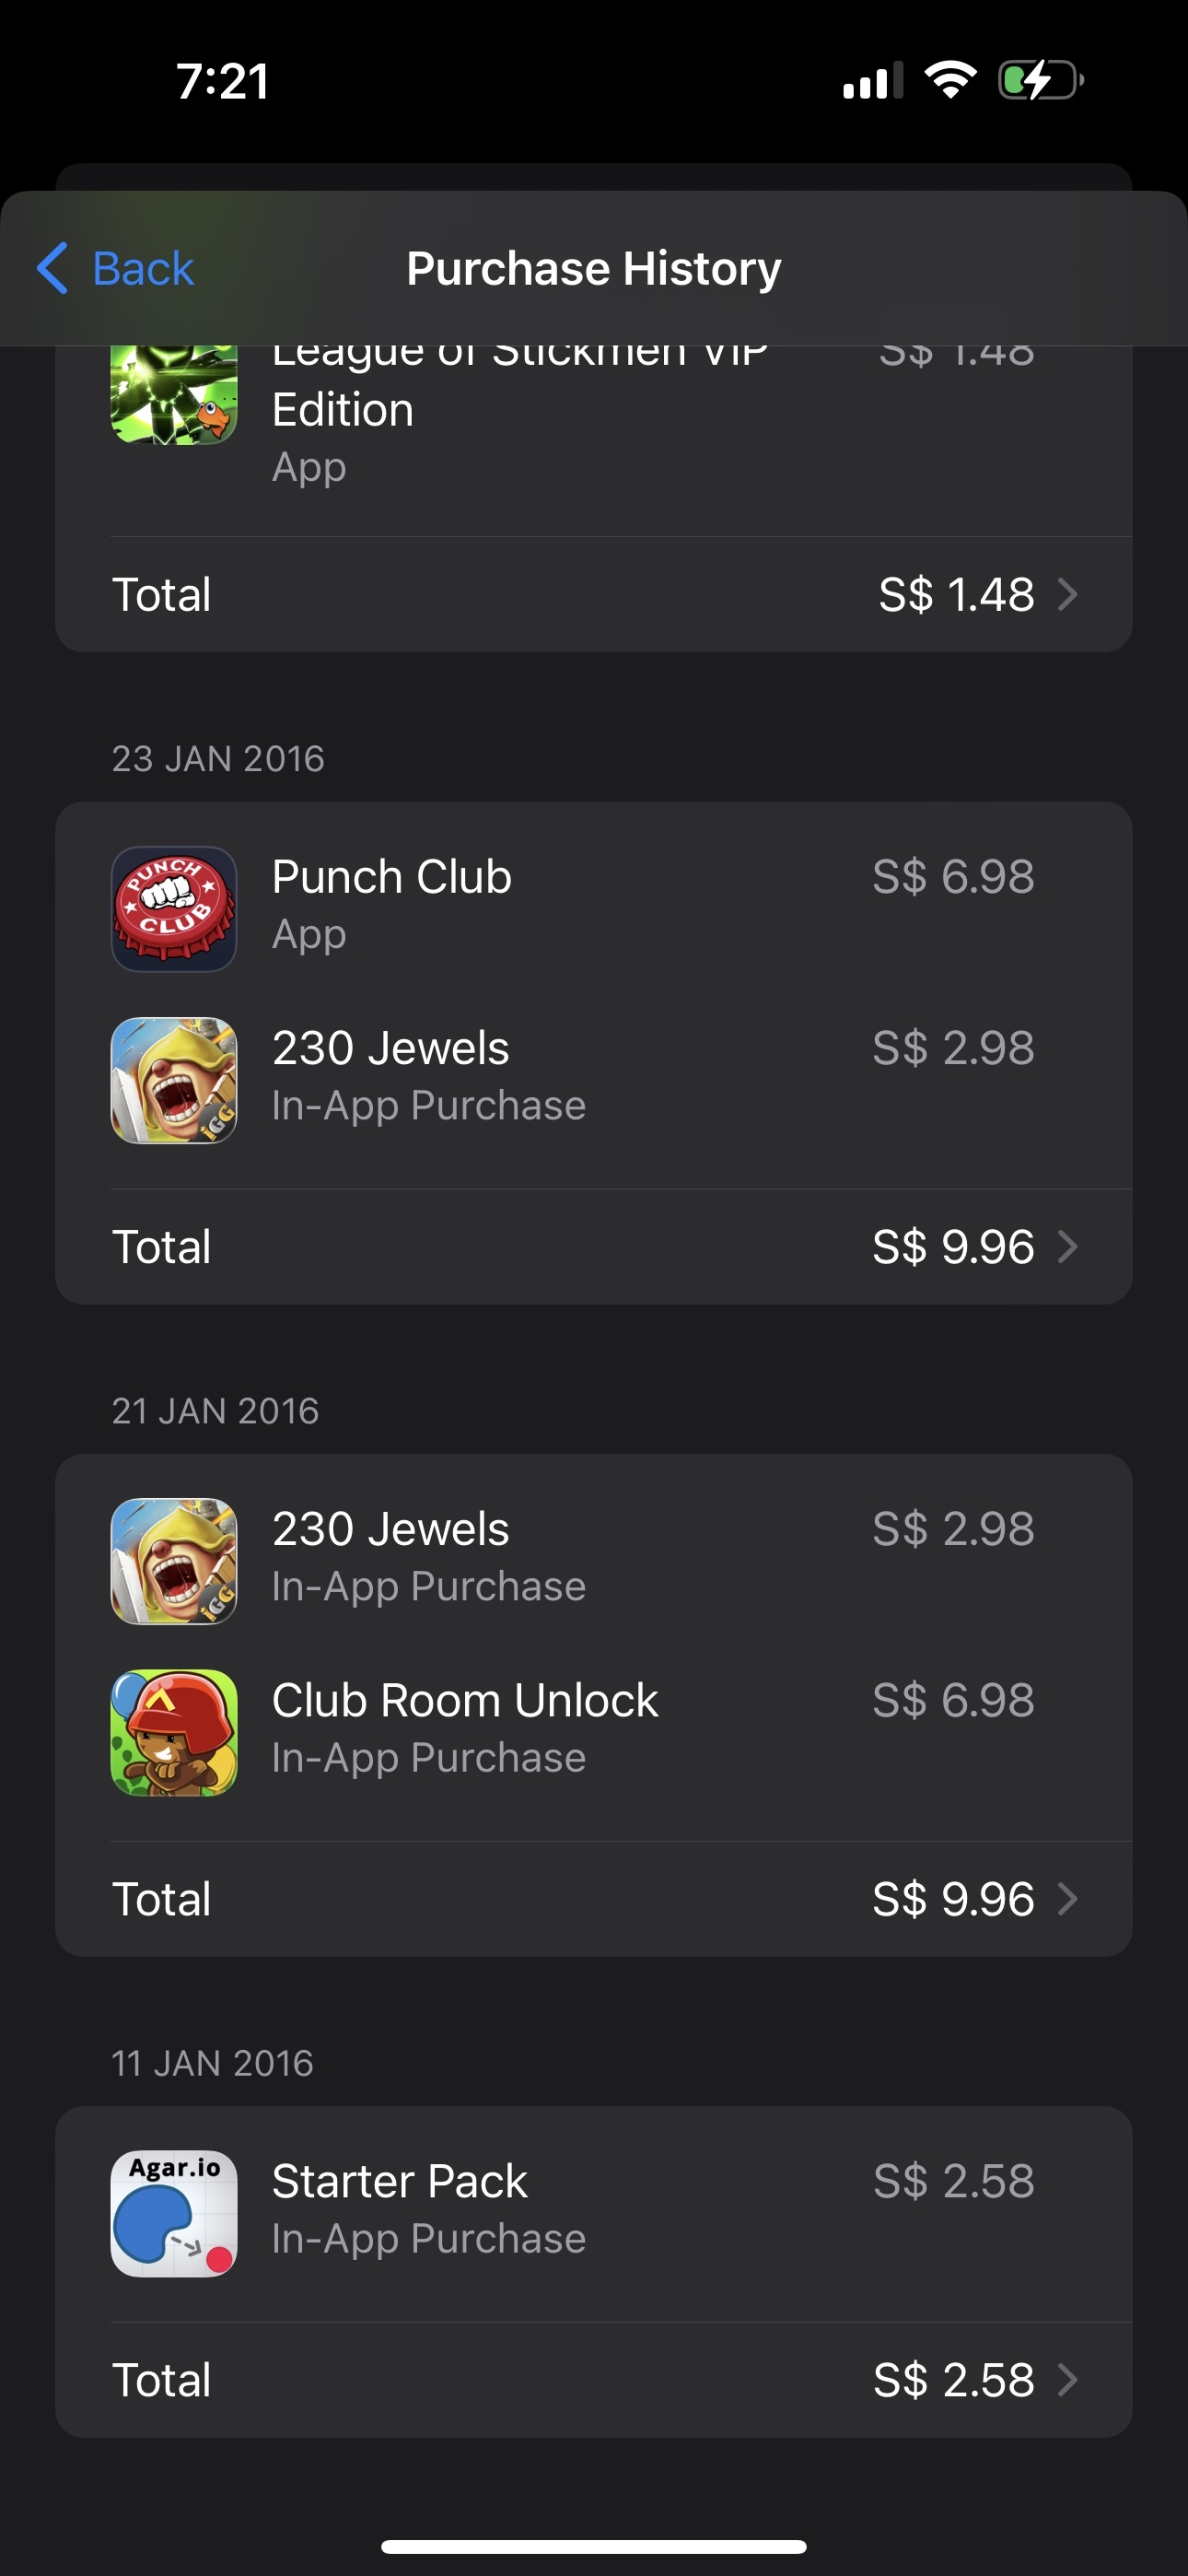 7:21
Back
Purchase History
League of Stickmen VIP
S$ 1.48
Edition
App
Total
S$ 1.48
23 JAN 2016
PUNCH
CLUB
Punch Club
S$ 6.98
App
IGG
230 Jewels
S$ 2.98
In-App Purchase
Total
S$ 9.96
21 JAN 2016
IGG
230 Jewels
S$ 2.98
In-App Purchase
Club Room Unlock
S$ 6.98
In-App Purchase
Total
S$ 9.96
11 JAN 2016
Agar.io
Starter Pack
S$ 2.58
In-App Purchase
Total
S$ 2.58